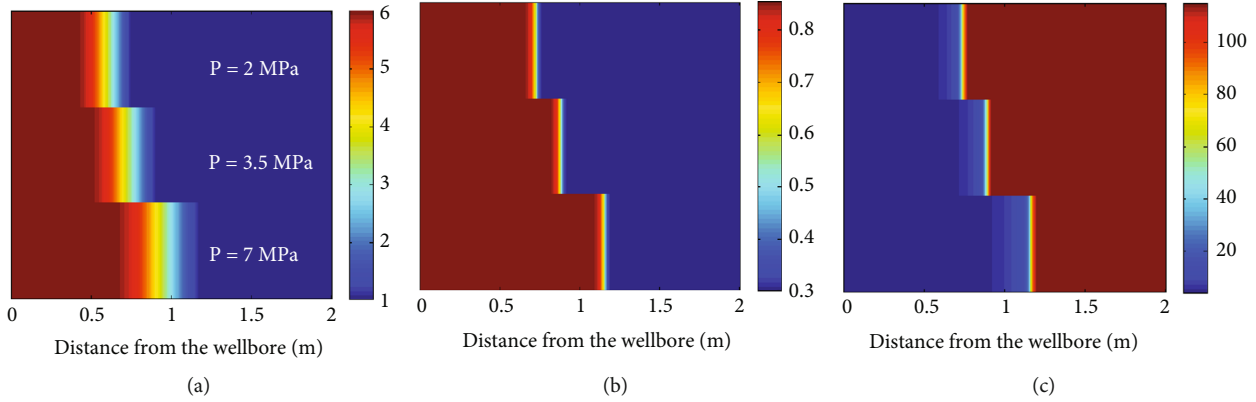 P = 2 MPa
P = 3.5 MPa
P = 7 MPa
6
5
4
3
2
1
0 0.5 1 1.5 2
Distance from the wellbore (m)
(a)
0.8
0.7
0.6
0.5
0.4
0.3
0 0.5 1 1.5 2
Distance from the wellbore (m)
(b)
100
80
60
40
20
0 0.5 1 1.5 2
Distance from the wellbore (m)
(c)